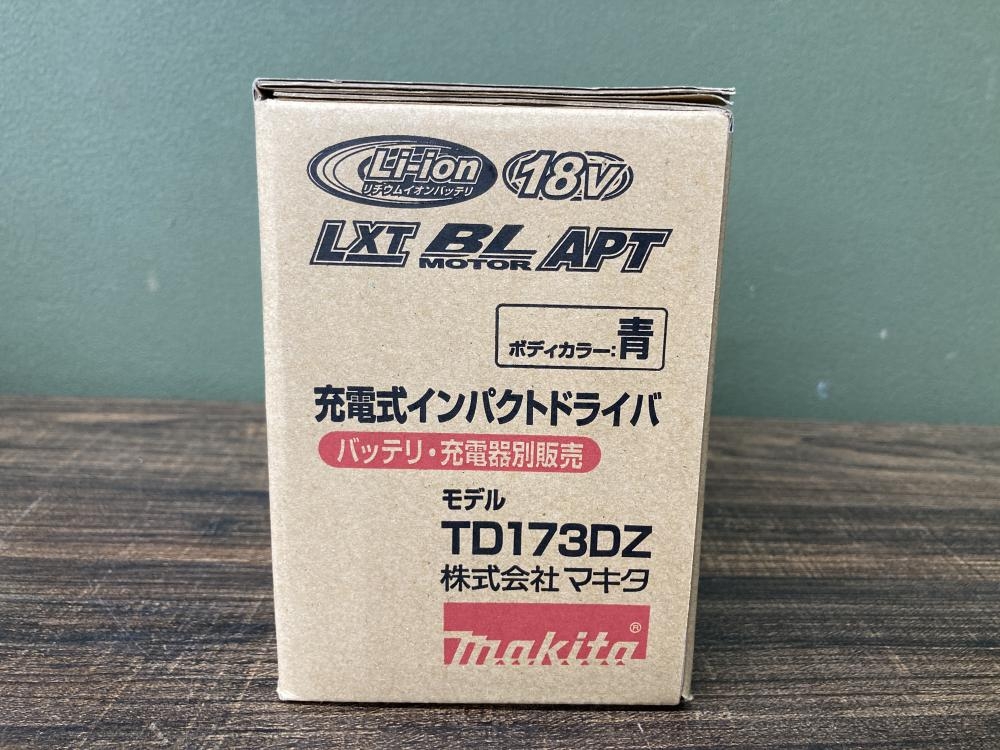 Li-ion
リチウムイオンバッテリ
18V
LXT BL MOTOR APT
ボディカラー:青
充電式インパクトドライバ
バッテリ・充電器別販売
モデル
TD173DZ
株式会社マキタ
makita®